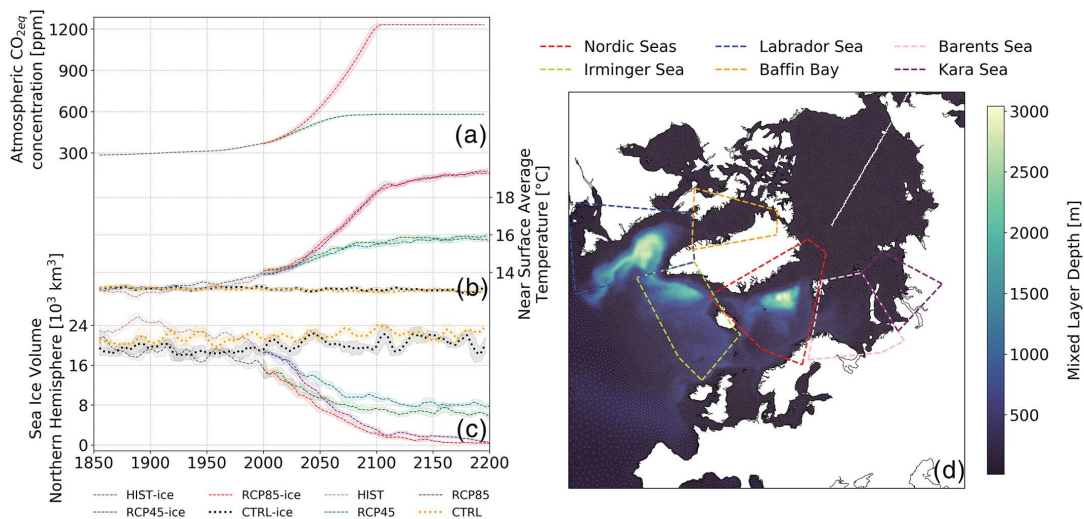 Atmospheric CO2eq
concentration [ppm]
1200
900
600
300
(a)
Near Surface Average
Temperature [°C]
18
16
14
(b)
Sea Ice Volume
Northern Hemisphere [10³ km³]
24
16
8
0
(c)
1850 1900 1950 2000 2050 2100 2150 2200
HIST-ice RCP85-ice HIST RCP85
RCP45-ice CTRL-ice RCP45 CTRL
Nordic Seas Labrador Sea Barents Sea
Irminger Sea Baffin Bay Kara Sea
3000
2500
2000
1500
1000
500
Mixed Layer Depth [m]
(d)